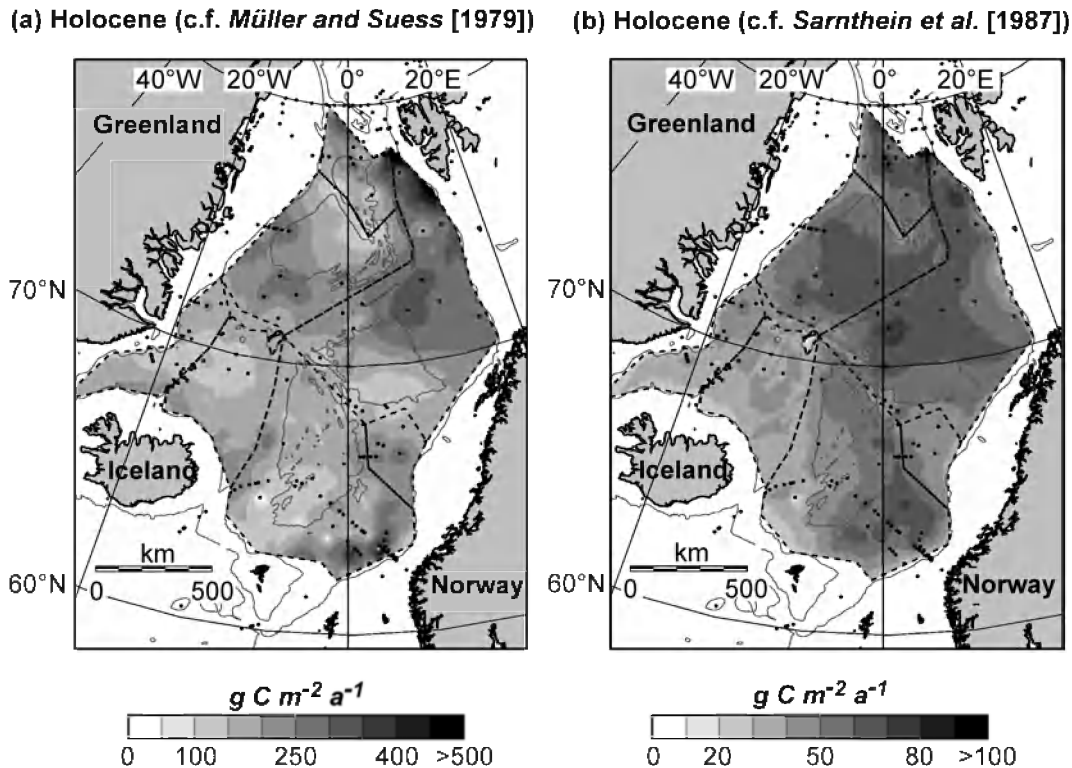 (a) Holocene (c.f. Müller and Suess [1979])
40°W 20°W 0° 20°E
Greenland
70°N
Iceland
km
0 500
60°N
Norway
g C m⁻² a⁻¹
0 100 250 400 >500
(b) Holocene (c.f. Sarnthein et al. [1987])
40°W 20°W 0° 20°E
Greenland
70°N
Iceland
km
0 500
60°N
Norway
g C m⁻² a⁻¹
0 20 50 80 >100